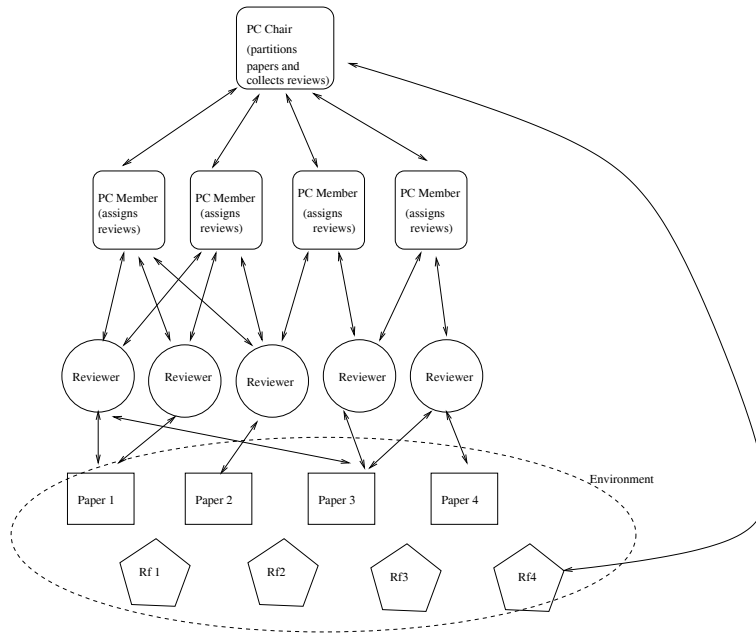 PC Chair
(partitions
papers and
collects reviews)
PC Member
(assigns
reviews)
PC Member
(assigns
reviews)
PC Member
(assigns
reviews)
PC Member
(assigns
reviews)
Reviewer
Reviewer
Reviewer
Reviewer
Reviewer
Environment
Paper 1
Paper 2
Paper 3
Paper 4
Rf 1
Rf2
Rf3
Rf4